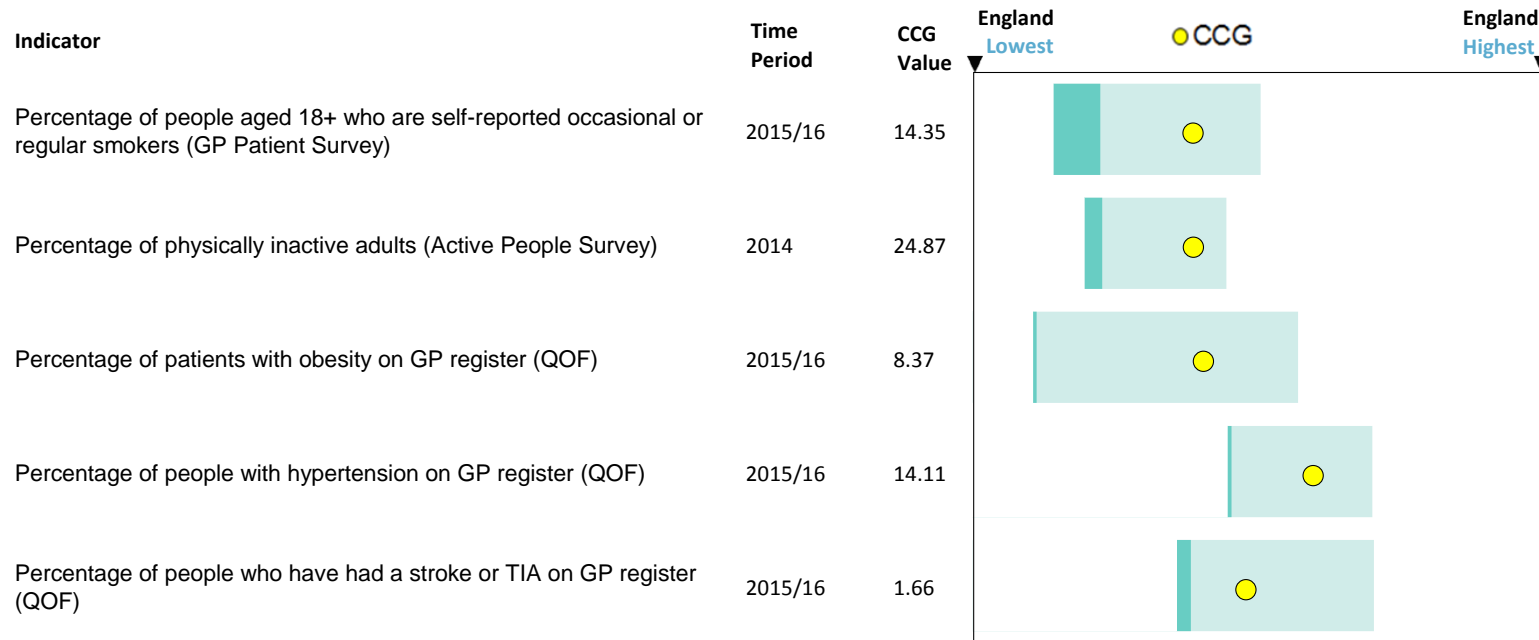 Indicator
Time
Period
CCG
Value
England
Lowest
CCG
England
Highest
Percentage of people aged 18+ who are self-reported occasional or
regular smokers (GP Patient Survey)
2015/16
14.35
Percentage of physically inactive adults (Active People Survey)
2014
24.87
Percentage of patients with obesity on GP register (QOF)
2015/16
8.37
Percentage of people with hypertension on GP register (QOF)
2015/16
14.11
Percentage of people who have had a stroke or TIA on GP register
(QOF)
2015/16
1.66